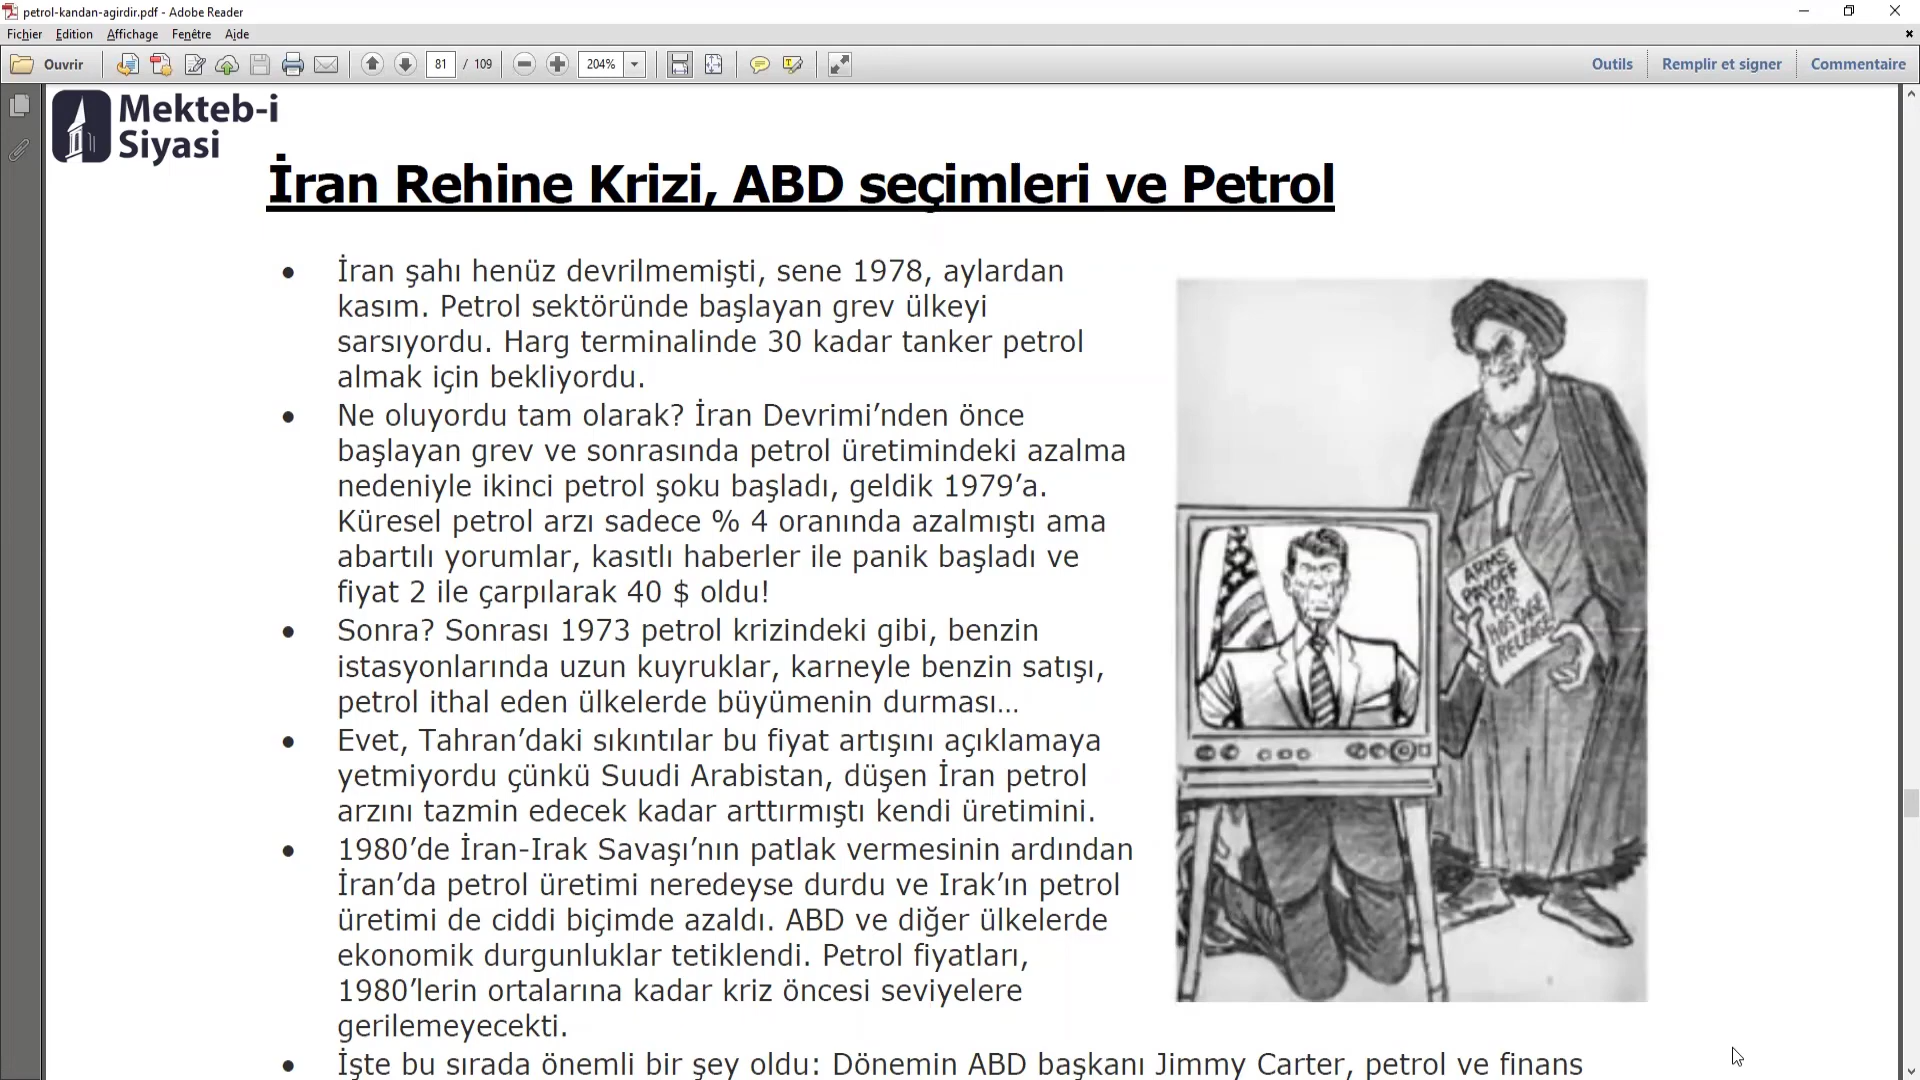 petrol-kandan-agirdir.pdf - Adobe Reader
Fichier Edition Affichage Fenêtre Aide
Ouvrir
81 / 109
204%
Outils
Remplir et signer
Commentaire
Mekteb-i
Siyasi
İran Rehine Krizi, ABD seçimleri ve Petrol
• İran şahı henüz devrilmemişti, sene 1978, aylardan
kasım. Petrol sektöründe başlayan grev ülkeyi
sarsıyordu. Harg terminalinde 30 kadar tanker petrol
almak için bekliyordu.
• Ne oluyordu tam olarak? İran Devrimi’nden önce
başlayan grev ve sonrasında petrol üretimindeki azalma
nedeniyle ikinci petrol şoku başladı, geldik 1979’a.
Küresel petrol arzı sadece % 4 oranında azalmıştı ama
abartılı yorumlar, kasıtlı haberler ile panik başladı ve
fiyat 2 ile çarpılarak 40 $ oldu!
• Sonra? Sonrası 1973 petrol krizindeki gibi, benzin
istasyonlarında uzun kuyruklar, karneyle benzin satışı,
petrol ithal eden ülkelerde büyümenin durması…
• Evet, Tahran’daki sıkıntılar bu fiyat artışını açıklamaya
yetmiyordu çünkü Suudi Arabistan, düşen İran petrol
arzını tazmin edecek kadar arttırmıştı kendi üretimini.
• 1980’de İran-Irak Savaşı’nın patlak vermesinin ardından
İran’da petrol üretimi neredeyse durdu ve Irak’ın petrol
üretimi de ciddi biçimde azaldı. ABD ve diğer ülkelerde
ekonomik durgunluklar tetiklendi. Petrol fiyatları,
1980’lerin ortalarına kadar kriz öncesi seviyelere
gerilemeyecekti.
• İşte bu sırada önemli bir şey oldu: Dönemin ABD başkanı Jimmy Carter, petrol ve finans
ARMS
PAYOFF
FOR
HOSTAGE
RELEASE